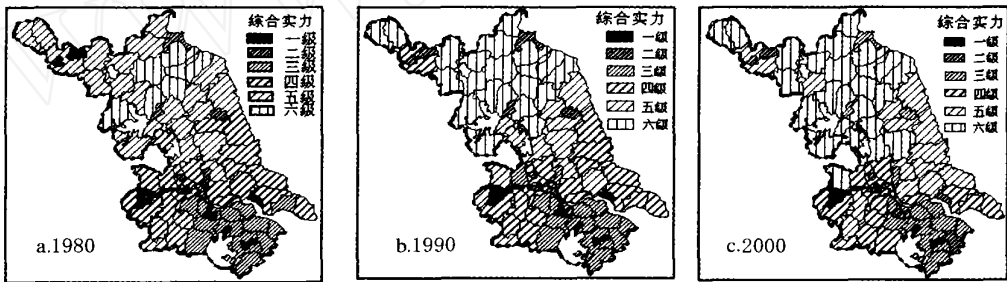 综合实力
一级
二级
三级
四级
五级
六级
a.1980
综合实力
一级
二级
三级
四级
五级
六级
b.1990
综合实力
一级
二级
三级
四级
五级
六级
c.2000